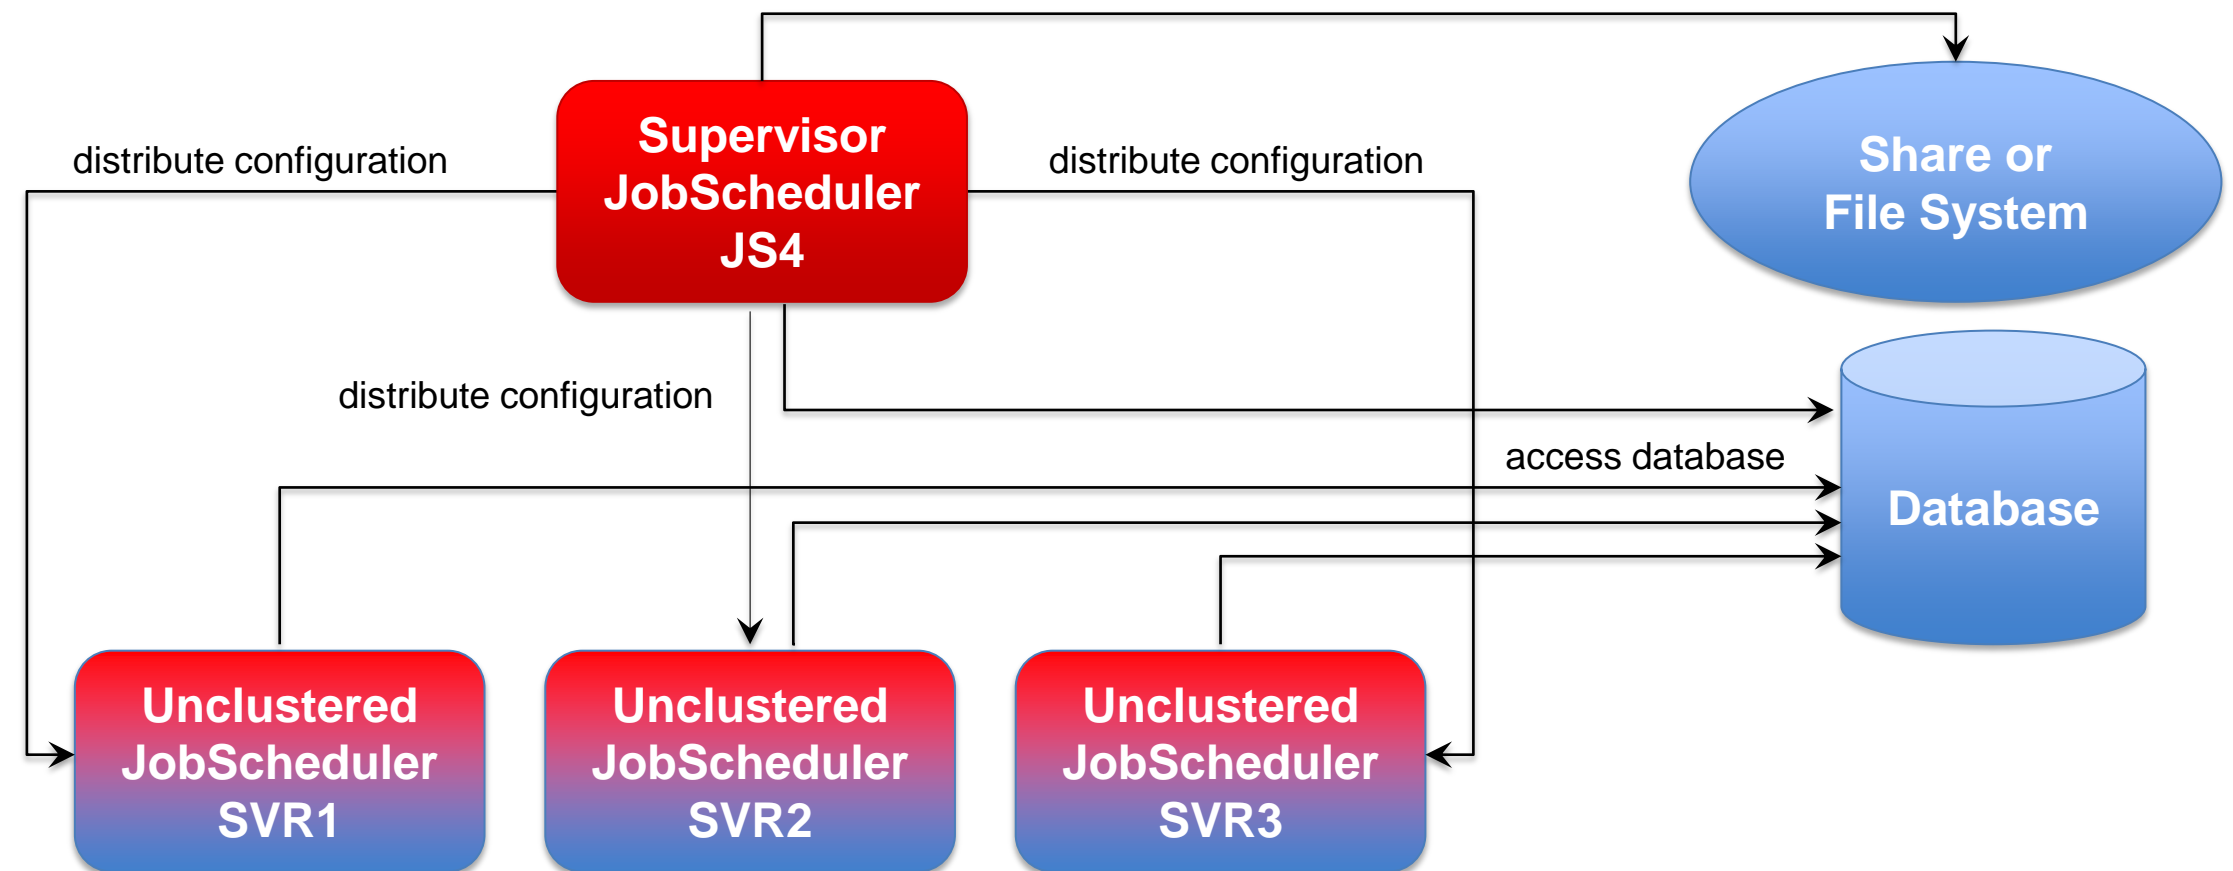 Supervisor
JobScheduler
JS4
distribute configuration
distribute configuration
Share or
File System
distribute configuration
access database
Database
Unclustered
JobScheduler
SVR1
Unclustered
JobScheduler
SVR2
Unclustered
JobScheduler
SVR3